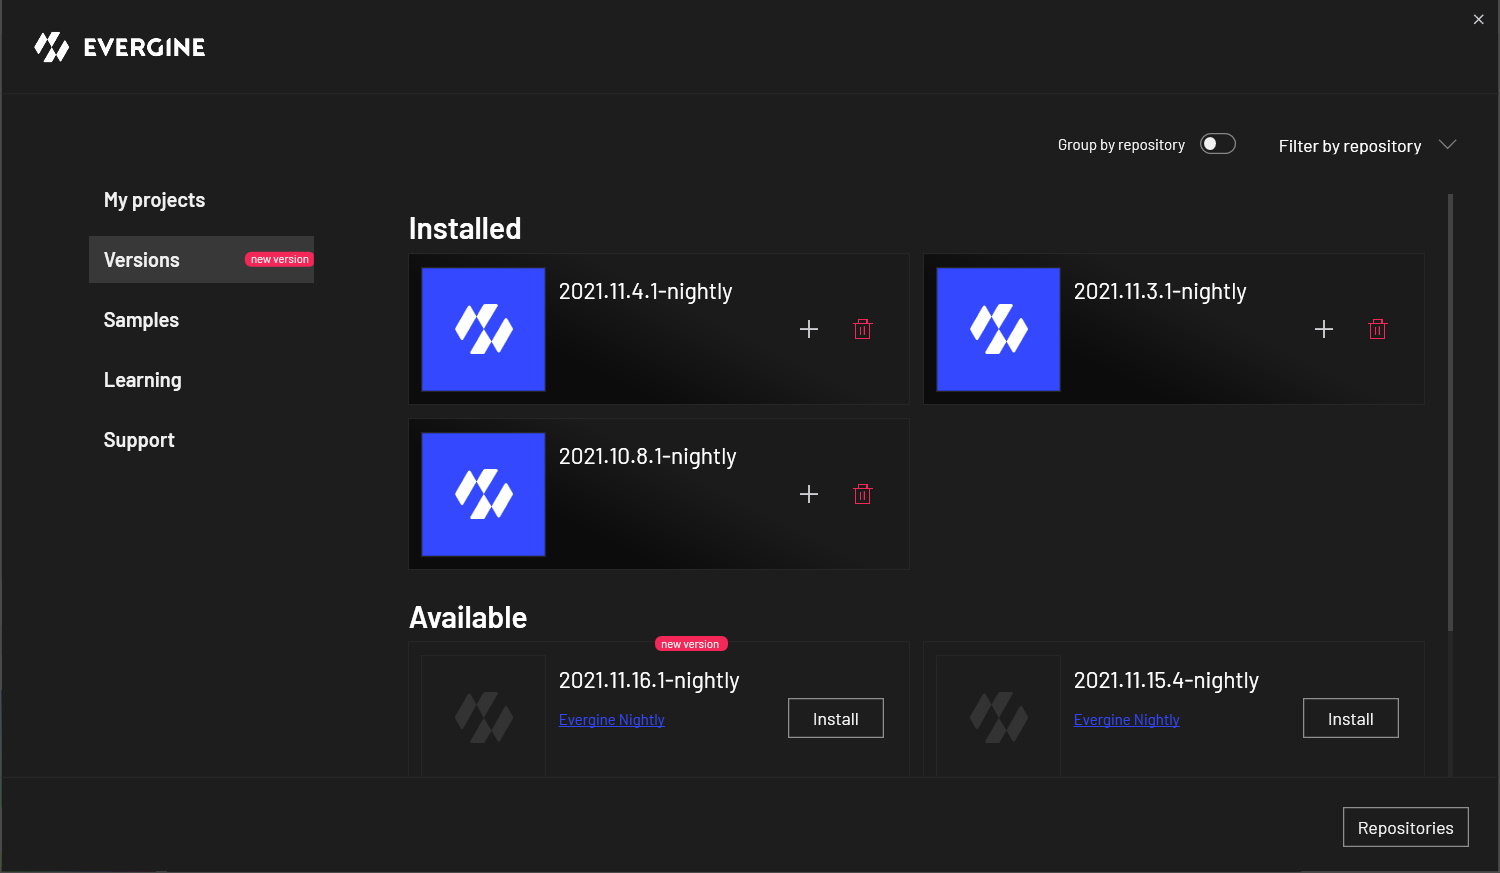 EVERGINE
Group by repository
Filter by repository
My projects
Versions
new version
Samples
Learning
Support
Installed
2021.11.4.1-nightly
2021.11.3.1-nightly
2021.10.8.1-nightly
Available
new version
2021.11.16.1-nightly
Evergine Nightly
Install
2021.11.15.4-nightly
Evergine Nightly
Install
Repositories